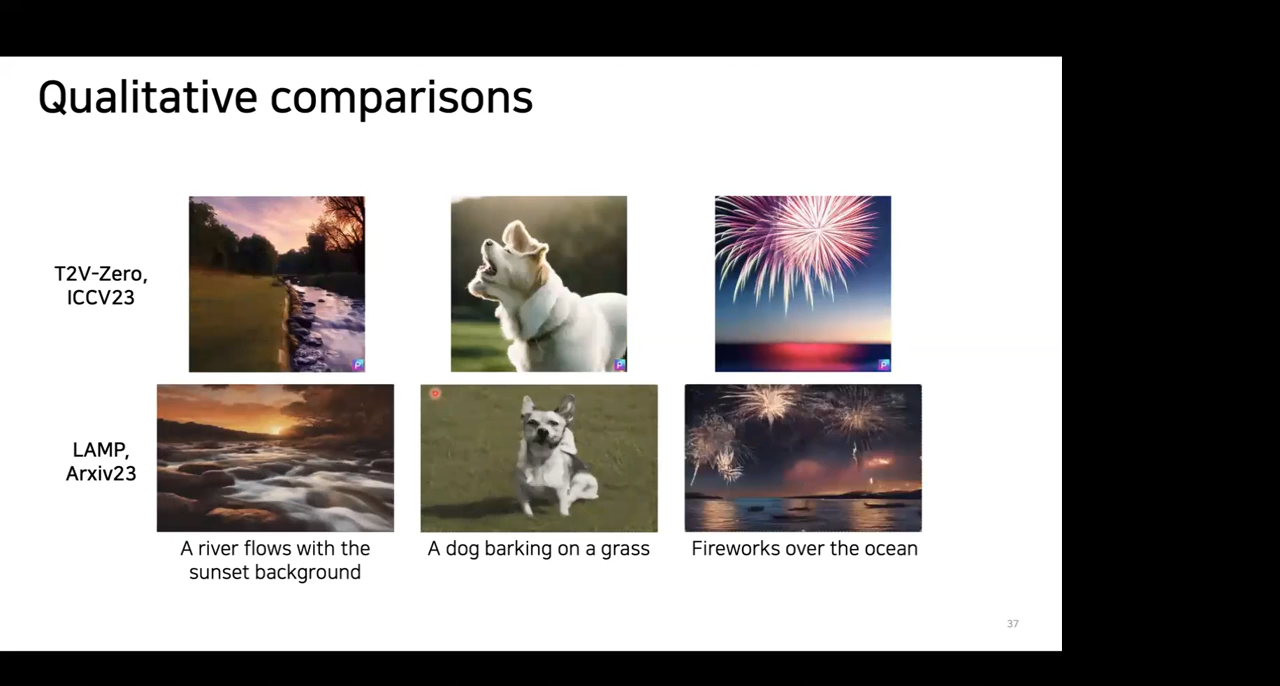 Qualitative comparisons
T2V-Zero,
ICCV23
LAMP,
Arxiv23
A river flows with the
sunset background
A dog barking on a grass
Fireworks over the ocean
37